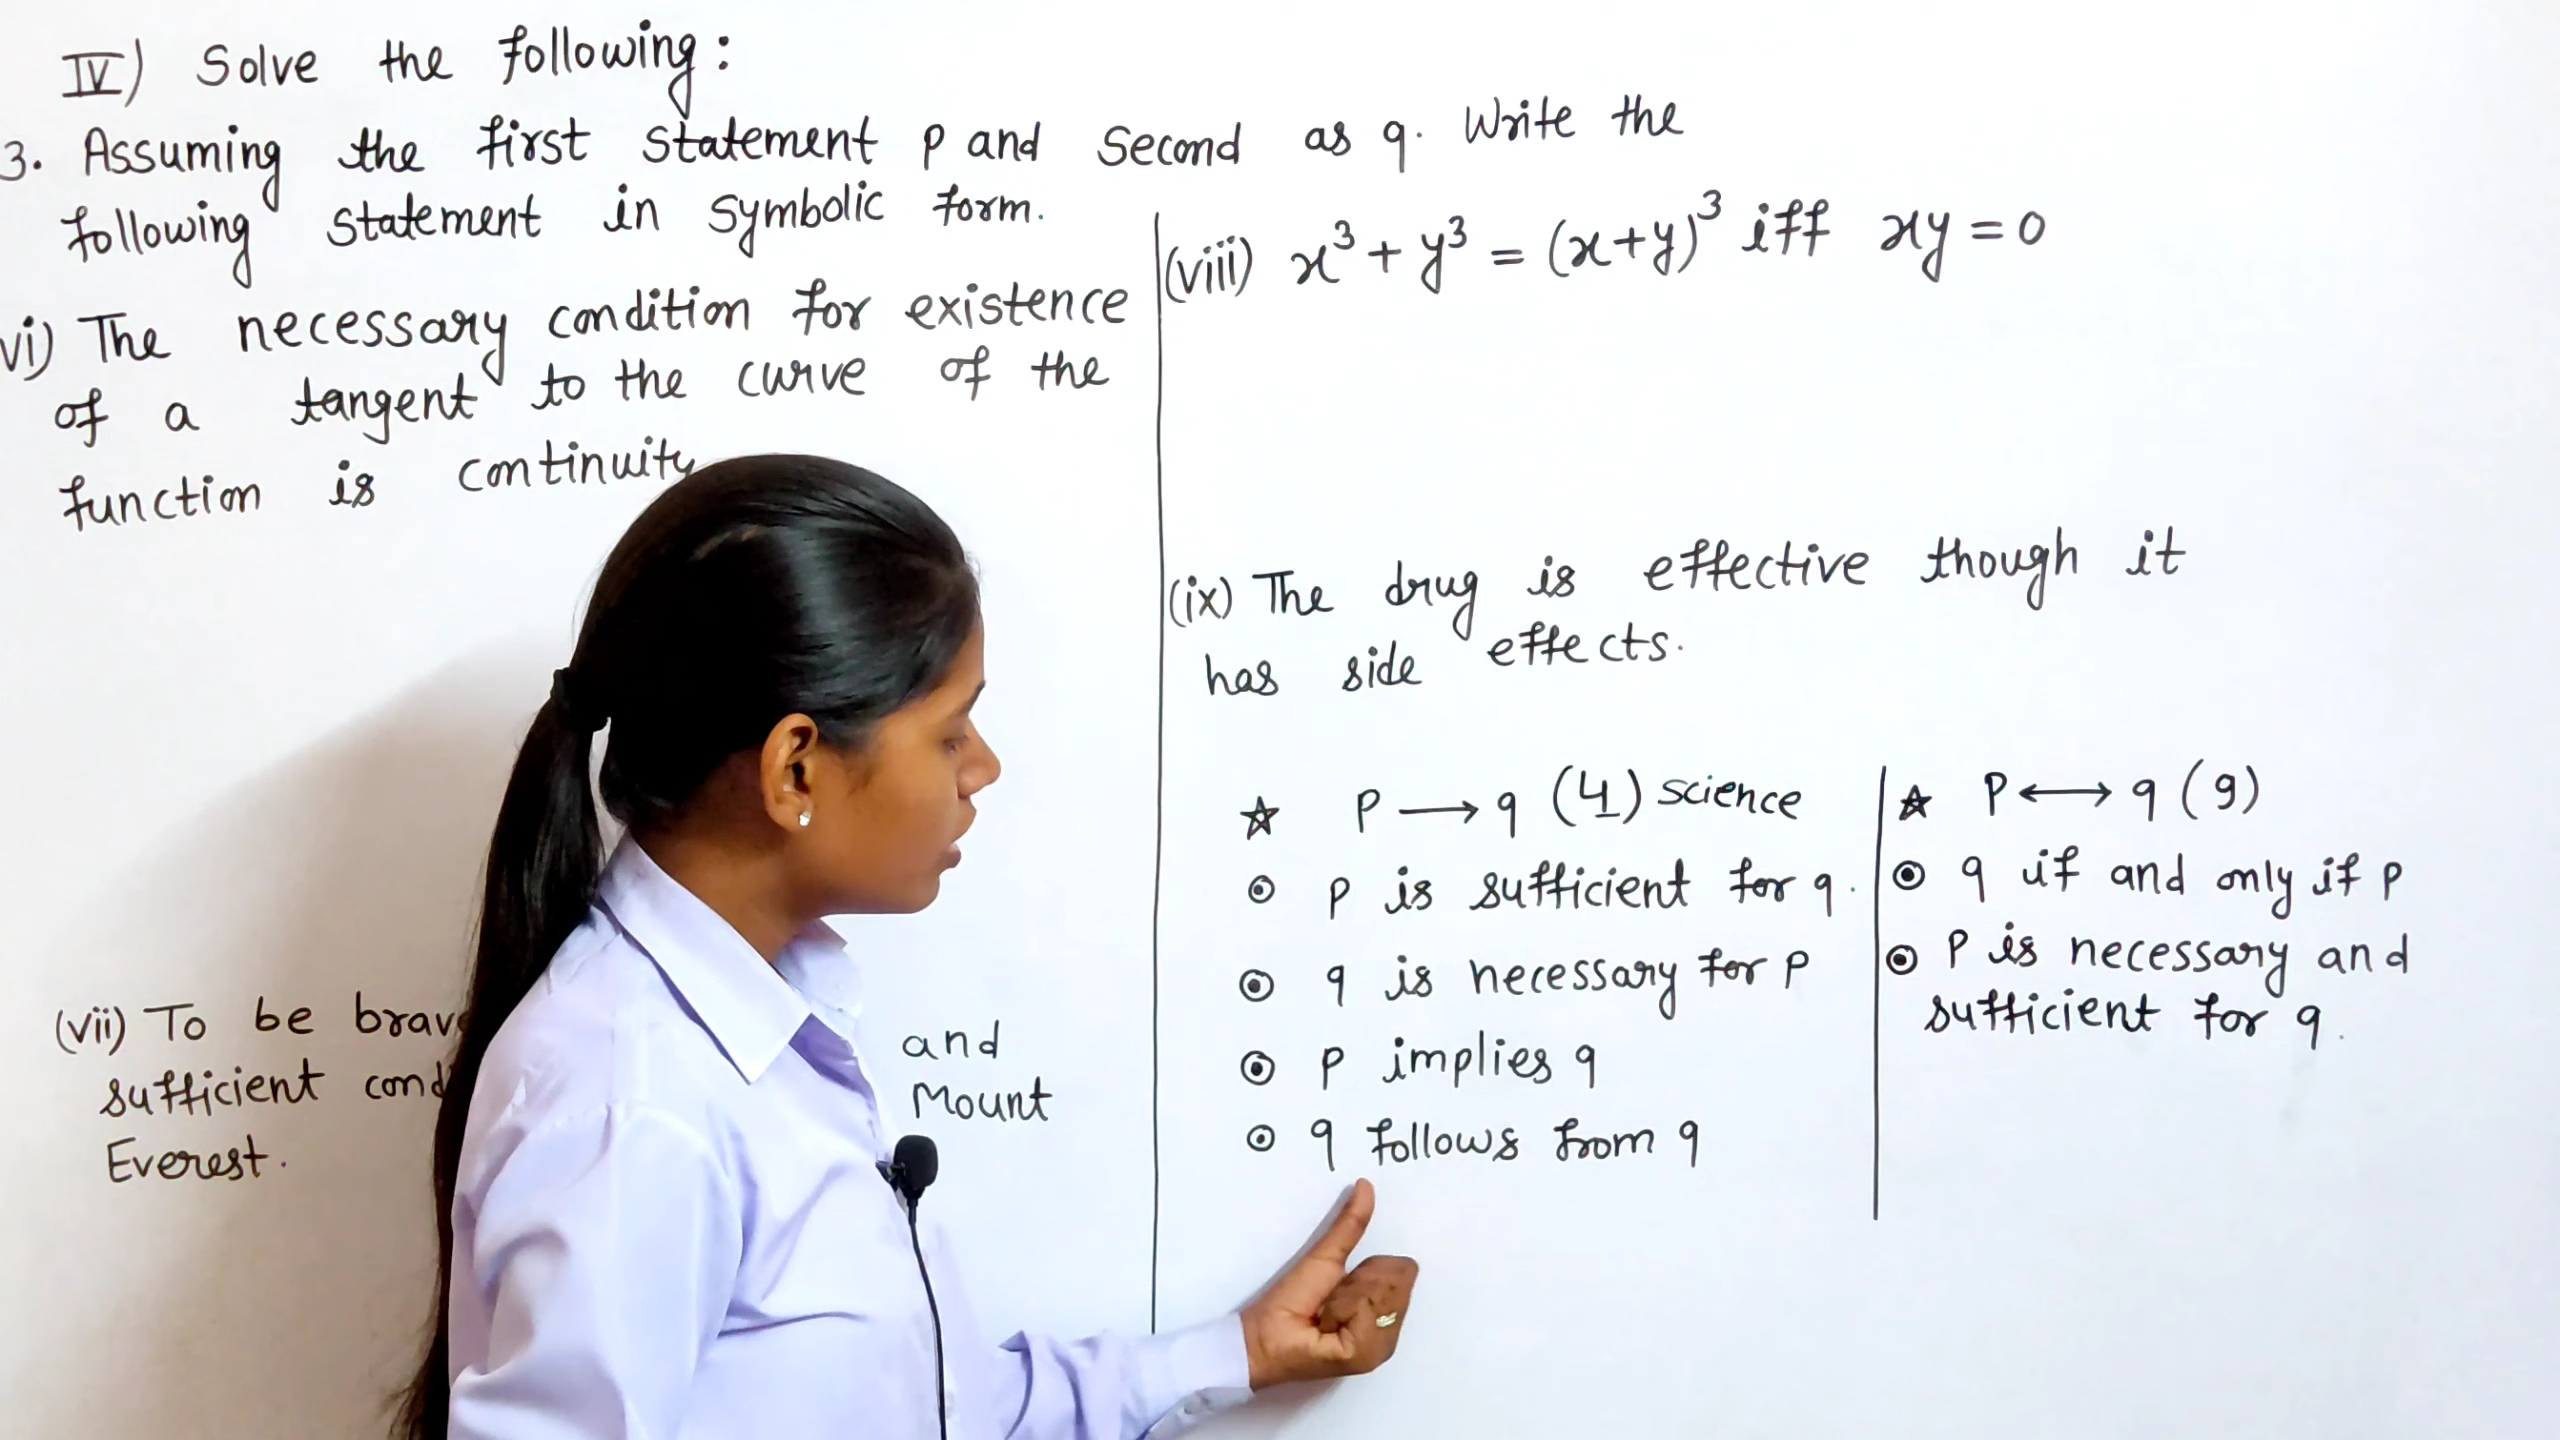 IV) Solve the following:
3. Assuming the first statement p and second as q. Write the
following statement in symbolic form.
vi) The necessary condition for existence
of a tangent to the curve of the
function is continuity
(vii) To be brave and
sufficient cond Mount
Everest.
(viii) x³ + y³ = (x+y)³ iff xy = 0
(ix) The drug is effective though it
has side effects.
☆ P ⟶ q (4) science
⊙ p is sufficient for q.
⊙ q is necessary for p
⊙ p implies q
⊙ q follows from q
☆ P ⟷ q (9)
⊙ q if and only if p
⊙ P is necessary and
sufficient for q.